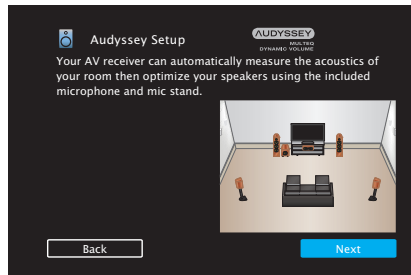 Audyssey Setup
AUDYSSEY
MULTEQ
DYNAMIC VOLUME
Your AV receiver can automatically measure the acoustics of
your room then optimize your speakers using the included
microphone and mic stand.
Back
Next